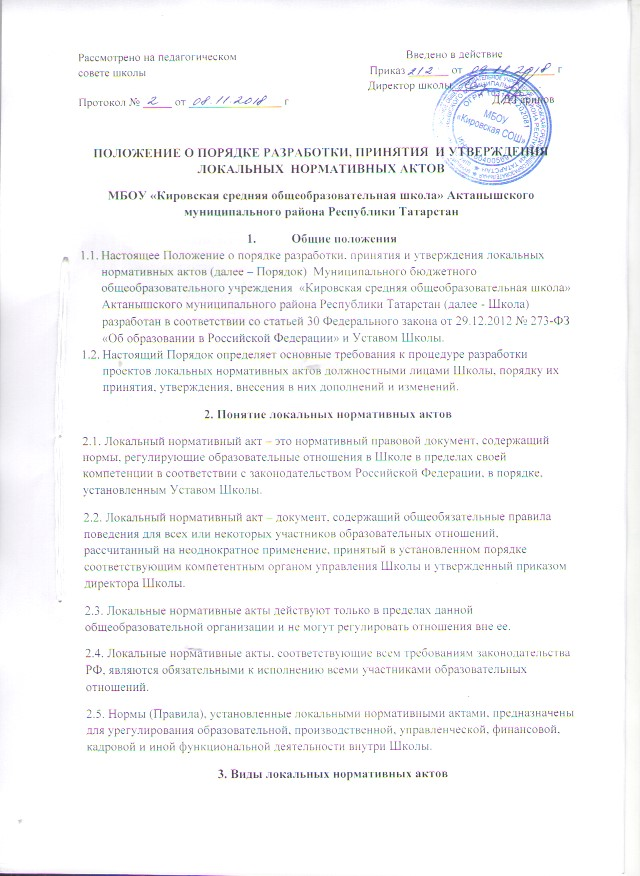 Рассмотрено на педагогическом
совете школы
Протокол № 2 от 08.11.2018 г
Введено в действие
Приказ 212 от 09.11.2018 г
Директор школы
МБОУ
«Кировская СОШ»
ПОЛОЖЕНИЕ О ПОРЯДКЕ РАЗРАБОТКИ, ПРИНЯТИЯ И УТВЕРЖДЕНИЯ
ЛОКАЛЬНЫХ НОРМАТИВНЫХ АКТОВ
МБОУ «Кировская средняя общеобразовательная школа» Актанышского
муниципального района Республики Татарстан
1. Общие положения
1.1. Настоящее Положение о порядке разработки, принятия и утверждения локальных
нормативных актов (далее – Порядок) Муниципального бюджетного
общеобразовательного учреждения «Кировская средняя общеобразовательная школа»
Актанышского муниципального района Республики Татарстан (далее - Школа)
разработан в соответствии со статьей 30 Федерального закона от 29.12.2012 № 273-ФЗ
«Об образовании в Российской Федерации» и Уставом Школы.
1.2. Настоящий Порядок определяет основные требования к процедуре разработки
проектов локальных нормативных актов должностными лицами Школы, порядку их
принятия, утверждения, внесения в них дополнений и изменений.
2. Понятие локальных нормативных актов
2.1. Локальный нормативный акт – это нормативный правовой документ, содержащий
нормы, регулирующие образовательные отношения в Школе в пределах своей
компетенции в соответствии с законодательством Российской Федерации, в порядке,
установленным Уставом Школы.
2.2. Локальный нормативный акт – документ, содержащий общеобязательные правила
поведения для всех или некоторых участников образовательных отношений,
рассчитанный на неоднократное применение, принятый в установленном порядке
соответствующим компетентным органом управления Школы и утвержденный приказом
директора Школы.
2.3. Локальные нормативные акты действуют только в пределах данной
общеобразовательной организации и не могут регулировать отношения вне ее.
2.4. Локальные нормативные акты, соответствующие всем требованиям законодательства
РФ, являются обязательными к исполнению всеми участниками образовательных
отношений.
2.5. Нормы (Правила), установленные локальными нормативными актами, предназначены
для урегулирования образовательной, производственной, управленческой, финансовой,
кадровой и иной функциональной деятельности внутри Школы.
3. Виды локальных нормативных актов